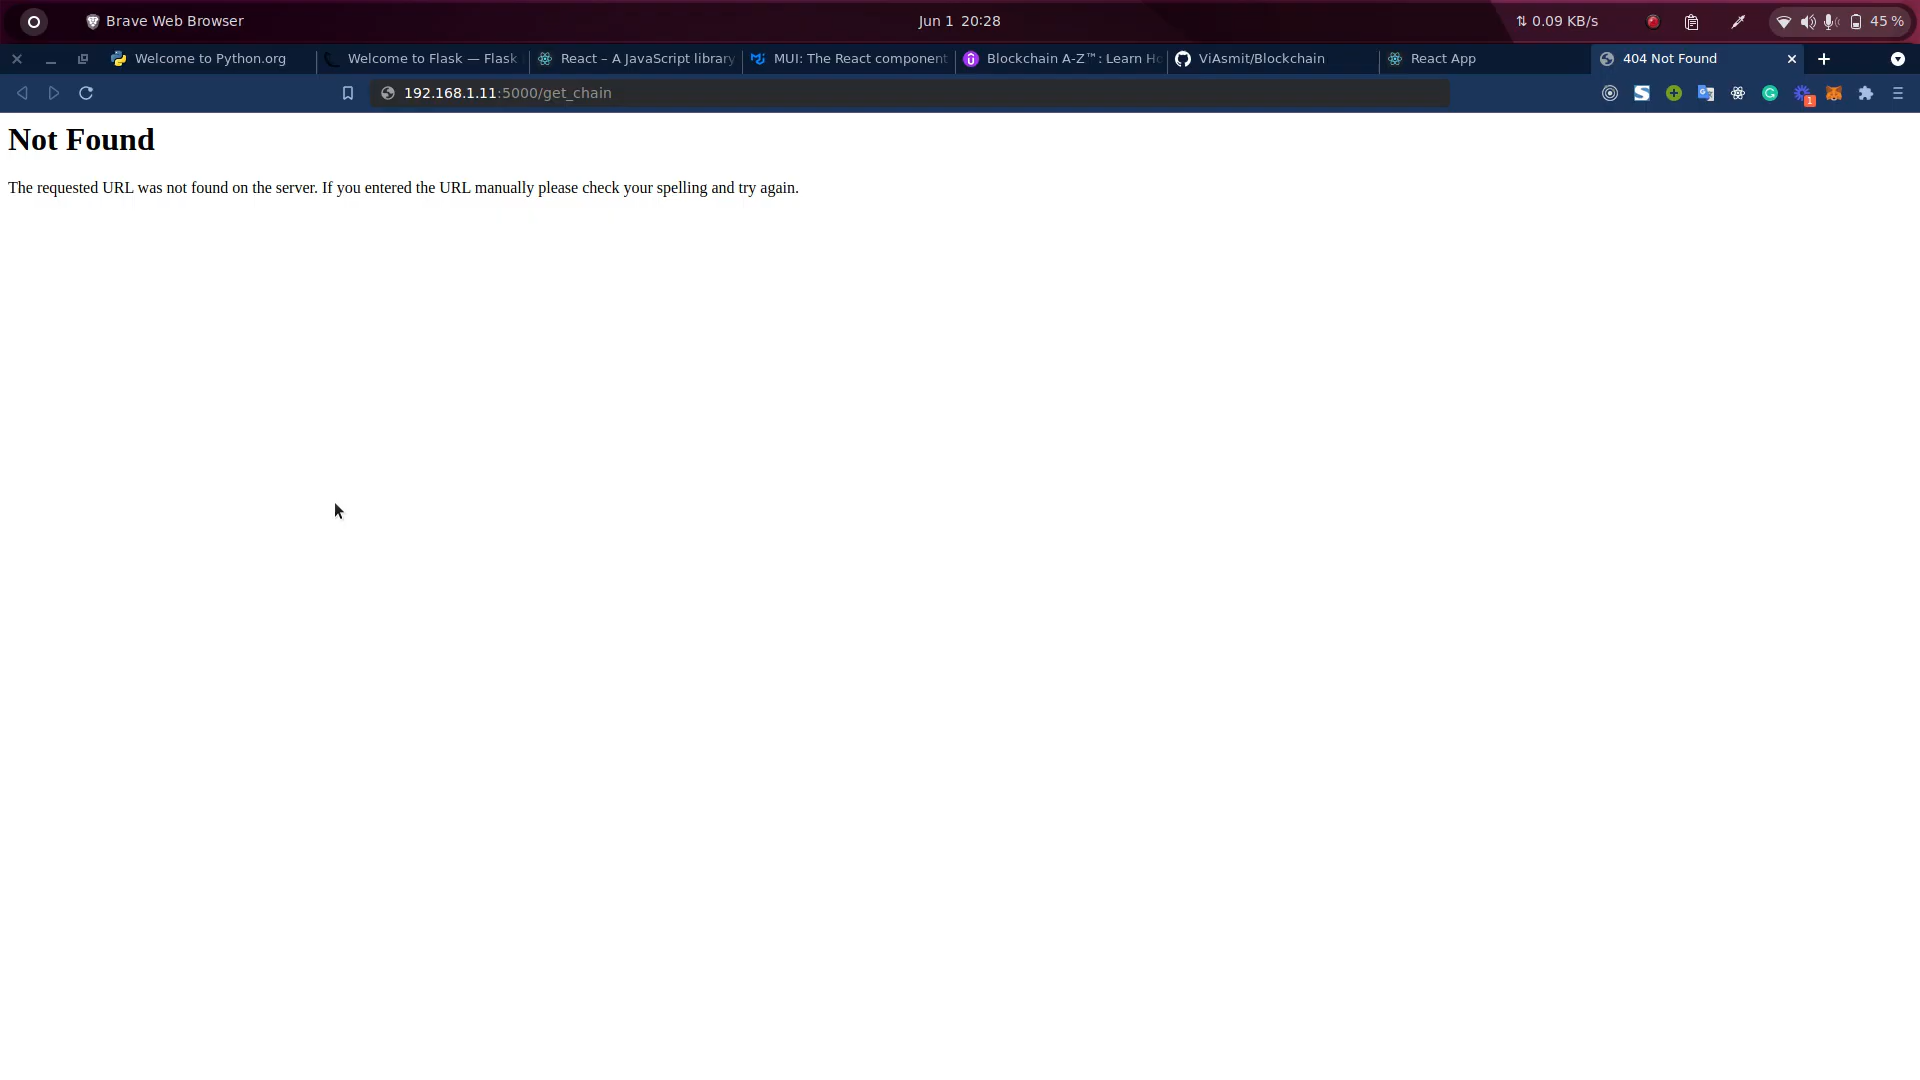 Brave Web Browser
Jun 1 20:28
⇅ 0.09 KB/s
45 %
Welcome to Python.org
Welcome to Flask — Flask
React – A JavaScript library
MUI: The React component
Blockchain A-Z™: Learn Ho
ViAsmit/Blockchain
React App
404 Not Found
192.168.1.11:5000/get_chain
1
Not Found
The requested URL was not found on the server. If you entered the URL manually please check your spelling and try again.